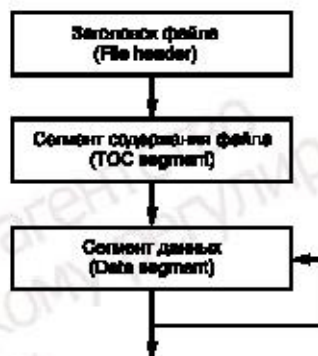 Заголовок файла
(File header)
Сегмент содержания файла
(TOC segment)
Сегмент данных
(Data segment)